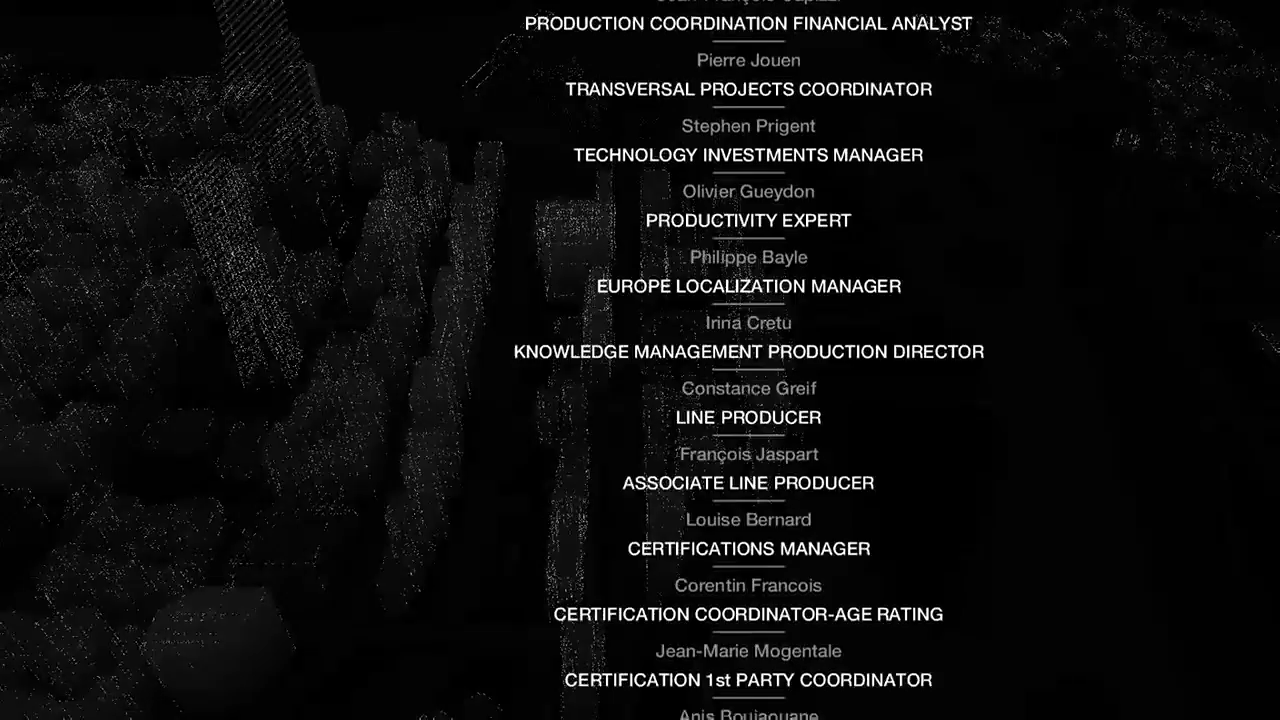 PRODUCTION COORDINATION FINANCIAL ANALYST
Pierre Jouen
TRANSVERSAL PROJECTS COORDINATOR
Stephen Prigent
TECHNOLOGY INVESTMENTS MANAGER
Olivier Gueydon
PRODUCTIVITY EXPERT
Philippe Bayle
EUROPE LOCALIZATION MANAGER
Irina Cretu
KNOWLEDGE MANAGEMENT PRODUCTION DIRECTOR
Constance Greif
LINE PRODUCER
François Jaspart
ASSOCIATE LINE PRODUCER
Louise Bernard
CERTIFICATIONS MANAGER
Corentin Francois
CERTIFICATION COORDINATOR-AGE RATING
Jean-Marie Mogentale
CERTIFICATION 1st PARTY COORDINATOR
Anis Boujaouane